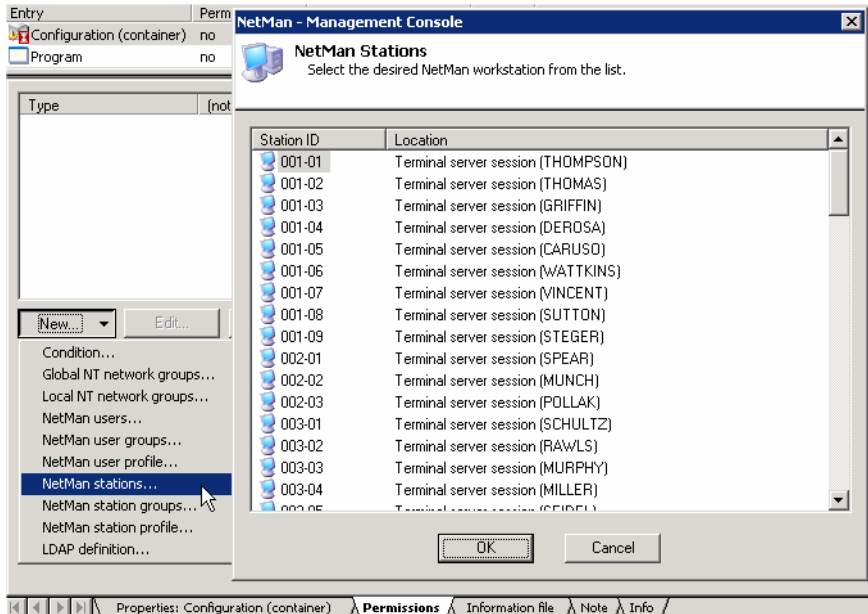 Entry Perm
Configuration (container) no
Program no
Type (not
New...
Edit...
Condition...
Global NT network groups...
Local NT network groups...
NetMan users...
NetMan user groups...
NetMan user profile...
NetMan stations...
NetMan station groups...
NetMan station profile...
LDAP definition...
NetMan - Management Console
NetMan Stations
Select the desired NetMan workstation from the list.
Station ID Location
001-01 Terminal server session (THOMPSON)
001-02 Terminal server session (THOMAS)
001-03 Terminal server session (GRIFFIN)
001-04 Terminal server session (DEROSA)
001-05 Terminal server session (CARUSO)
001-06 Terminal server session (WATTKINS)
001-07 Terminal server session (VINCENT)
001-08 Terminal server session (SUTTON)
001-09 Terminal server session (STEGER)
002-01 Terminal server session (SPEAR)
002-02 Terminal server session (MUNCH)
002-03 Terminal server session (POLLAK)
003-01 Terminal server session (SCHULTZ)
003-02 Terminal server session (RAWLS)
003-03 Terminal server session (MURPHY)
003-04 Terminal server session (MILLER)
OK Cancel
Properties: Configuration (container) Permissions Information file Note Info